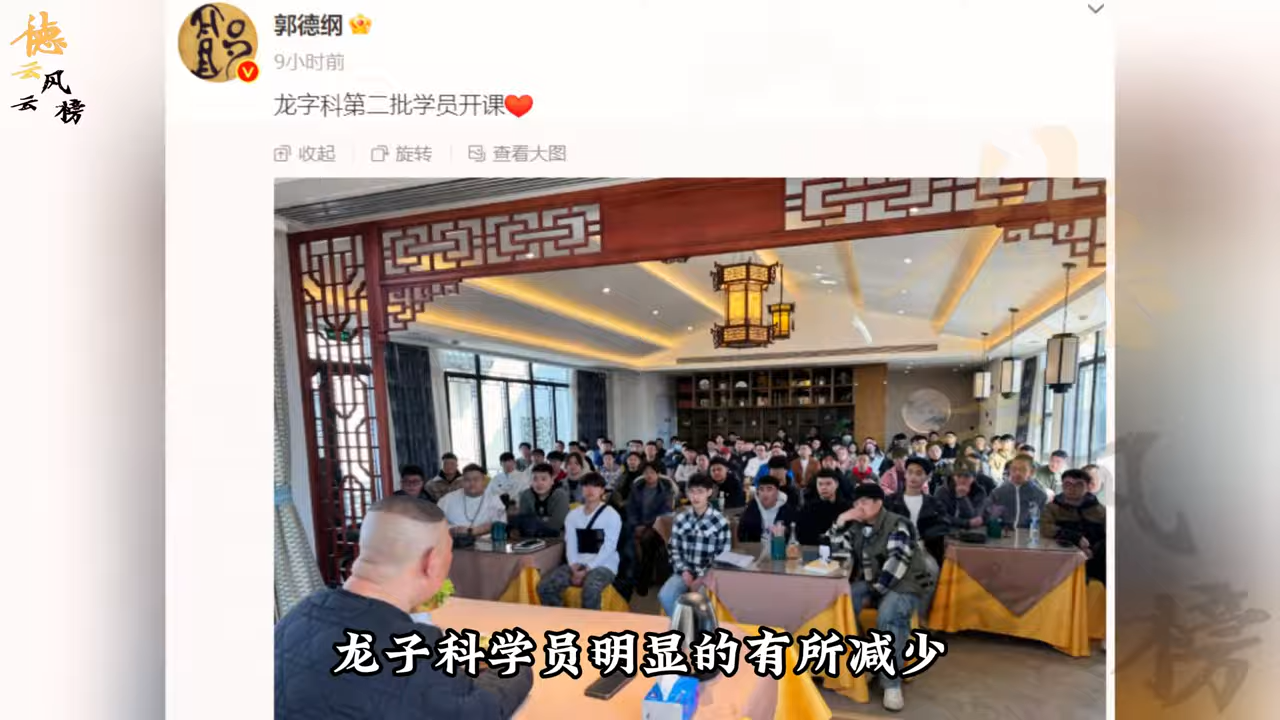 德
云风
云榜
郭德纲
9小时前
龙字科第二批学员开课❤️
收起 旋转 查看大图
龙子科学员明显的有所减少